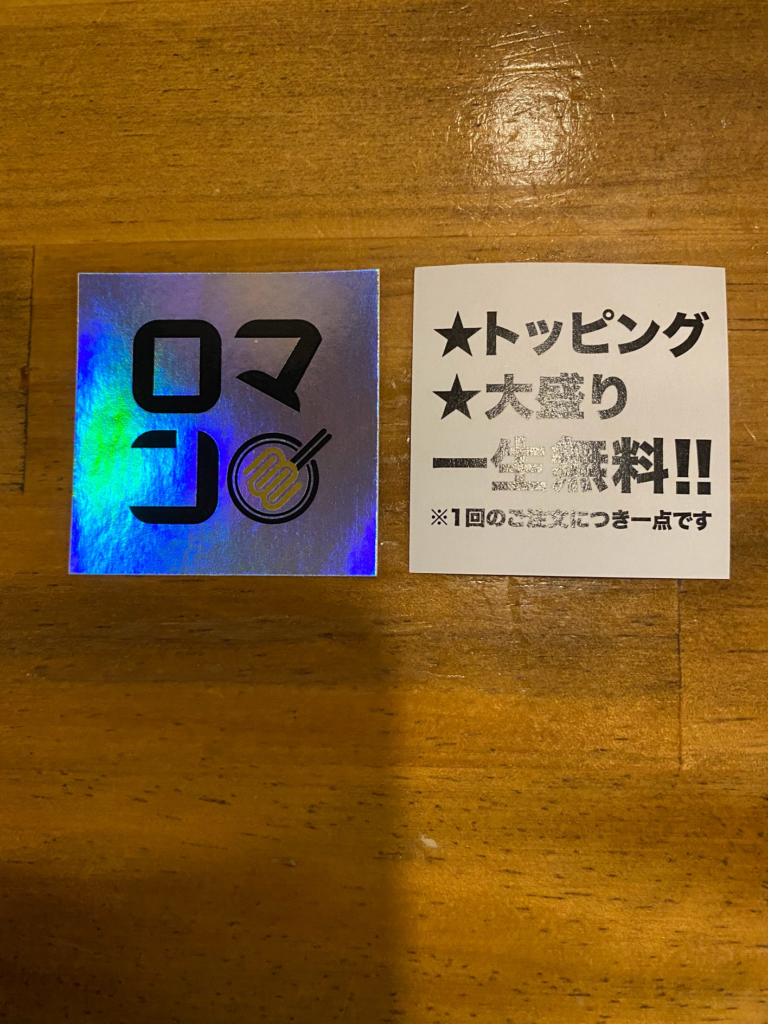 ロマ
ン
★トッピング
★大盛り
一生無料!!
※1回のご注文につき一点です